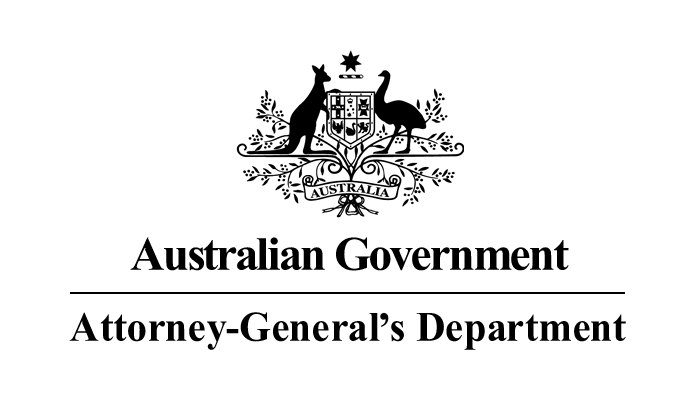 AUSTRALIA
Australian Government
Attorney-General’s Department